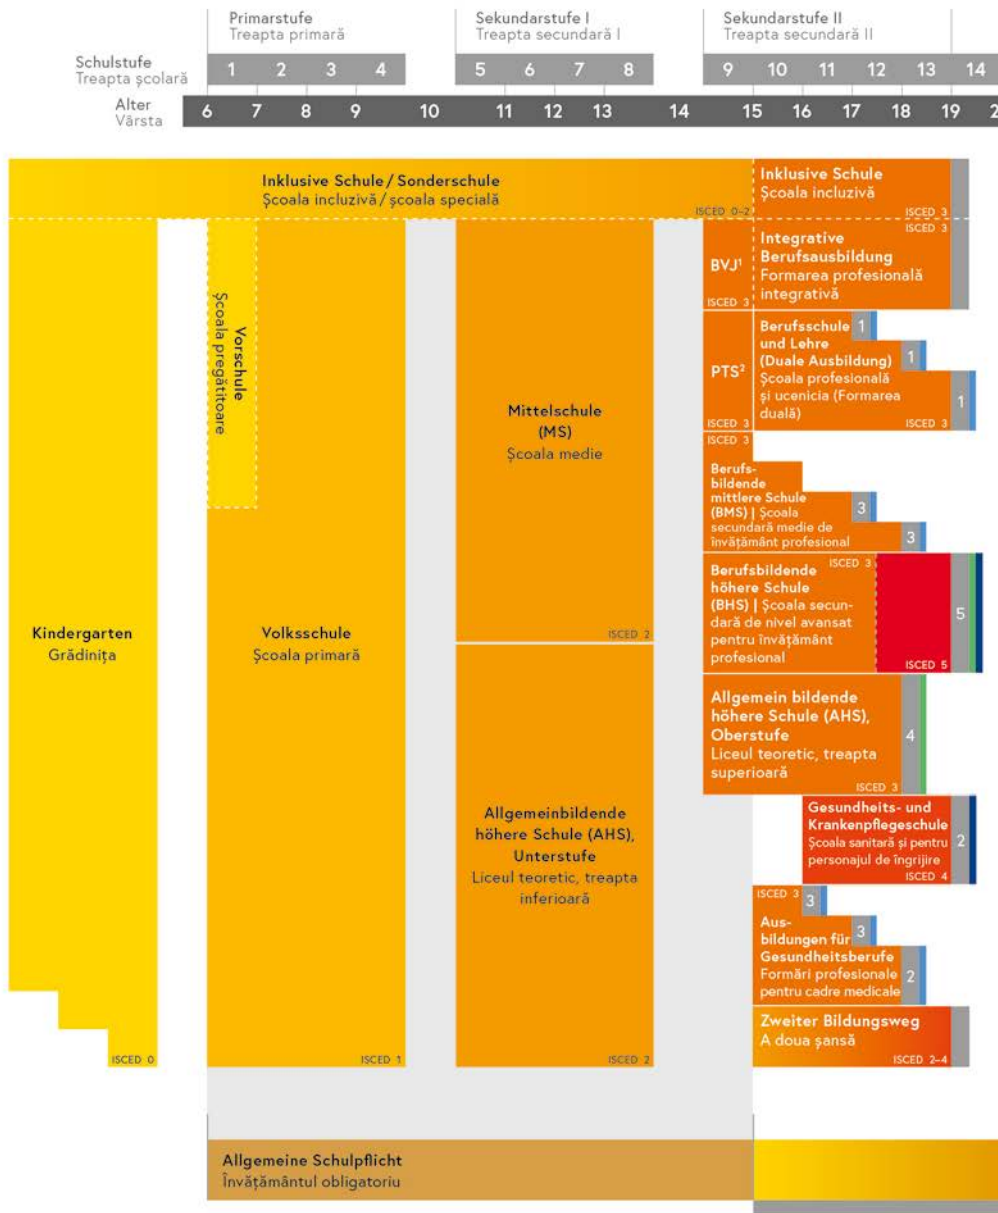 Primarstufe
Treapta primară
Sekundarstufe I
Treapta secundară I
Sekundarstufe II
Treapta secundară II
Schulstufe
Treapta școlară
1 2 3 4 5 6 7 8 9 10 11 12 13 14
Alter
Vârsta
6 7 8 9 10 11 12 13 14 15 16 17 18 19 2
Inklusive Schule / Sonderschule
Școala incluzivă / școala specială
ISCED 0–2
Inklusive Schule
Școala incluzivă
ISCED 3
ISCED 3
BVJ¹
ISCED 3
Integrative
Berufsausbildung
Formarea profesională
integrativă
Vorschule
Școala pregătitoare
PTS²
ISCED 3
Berufsschule
und Lehre
(Duale Ausbildung)
Școala profesională
și ucenicia (Formarea
duală)
ISCED 3
1
1
1
Mittelschule
(MS)
Școala medie
ISCED 2
ISCED 3
Berufs-
bildende
mittlere Schule
(BMS) | Școala
secundară medie de
învățământ profesional
3
3
Kindergarten
Grădinița
ISCED 0
Volksschule
Școala primară
ISCED 1
ISCED 3
Berufsbildende
höhere Schule
(BHS) | Școala secun-
dară de nivel avansat
pentru învățământ
profesional
ISCED 5
5
Allgemein bildende
höhere Schule (AHS),
Oberstufe
Liceul teoretic, treapta
superioară
ISCED 3
4
Allgemeinbildende
höhere Schule (AHS),
Unterstufe
Liceul teoretic, treapta
inferioară
ISCED 2
Gesundheits- und
Krankenpflegeschule
Școala sanitară și pentru
personajul de îngrijire
ISCED 4
2
ISCED 3
Aus-
bildungen für
Gesundheitsberufe
Formări profesionale
pentru cadre medicale
3
3
2
Zweiter Bildungsweg
A doua șansă
ISCED 2–4
Allgemeine Schulpflicht
Învățământul obligatoriu